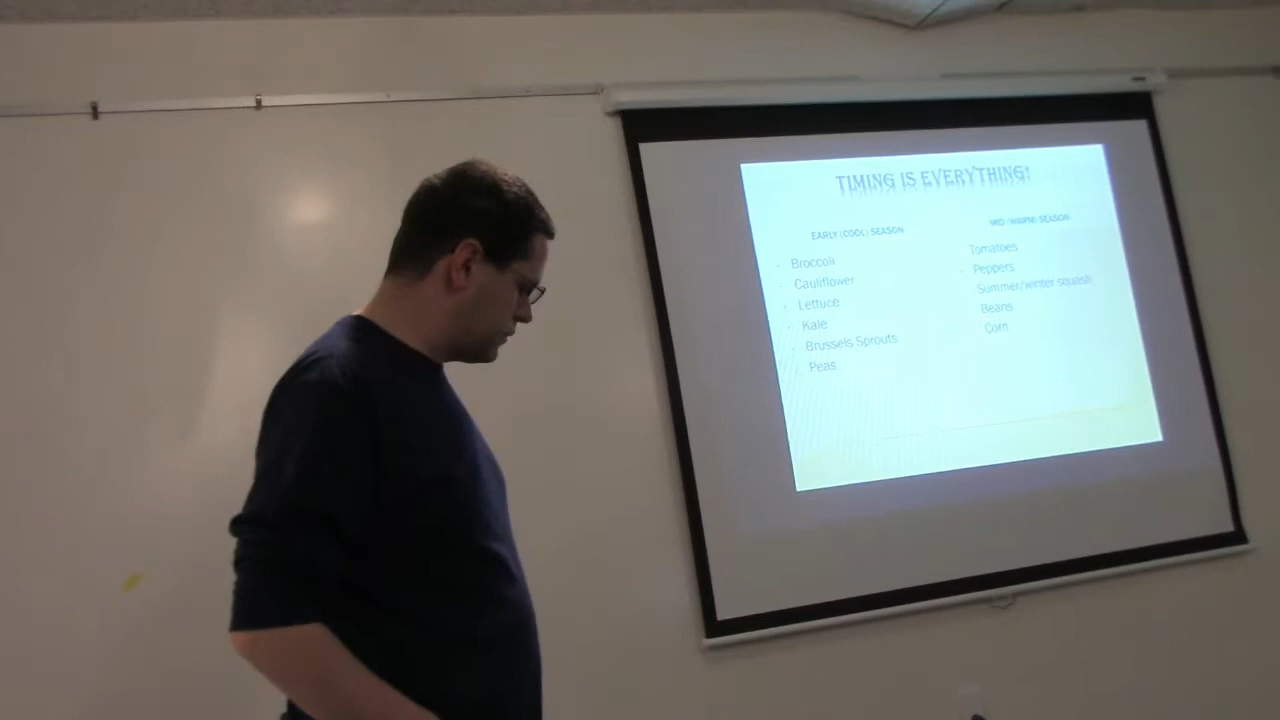 TIMING IS EVERYTHING!
EARLY (COOL) SEASON
- Broccoli
- Cauliflower
- Lettuce
- Kale
- Brussels Sprouts
Peas
MID (WARM) SEASON
Tomatoes
- Peppers
Summer/winter squash
Beans
Corn